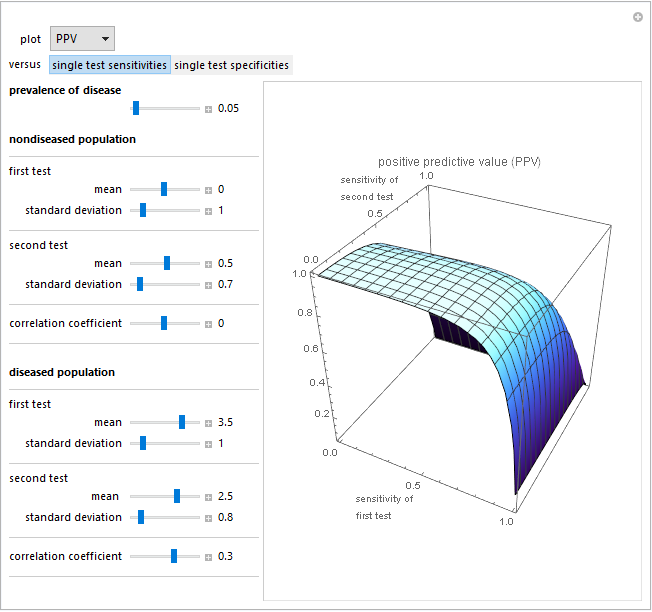 plot PPV
versus single test sensitivities single test specificities
prevalence of disease
0.05
nondiseased population
first test
mean 0
standard deviation 1
second test
mean 0.5
standard deviation 0.7
correlation coefficient 0
diseased population
first test
mean 3.5
standard deviation 1
second test
mean 2.5
standard deviation 0.8
correlation coefficient 0.3
positive predictive value (PPV)
sensitivity of
second test
1.0
0.5
0.0
1.0
0.8
0.6
0.4
0.2
0.0
0.5
1.0
sensitivity of
first test